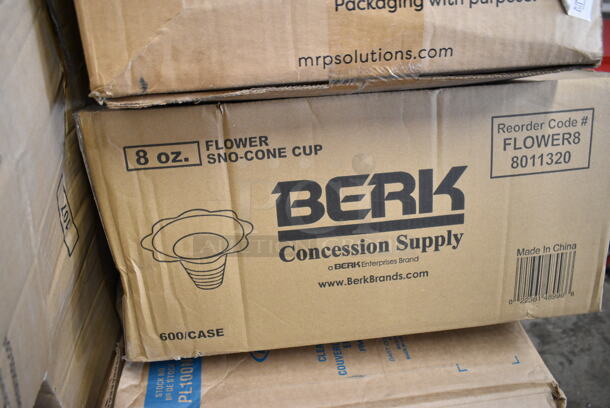 Packaging with purpose
mrpsolutions.com
8 oz.
FLOWER
SNO-CONE CUP
Reorder Code #
FLOWER8
8011320
BERK
Concession Supply
a BERK Enterprises Brand
www.BerkBrands.com
Made in China
600/CASE